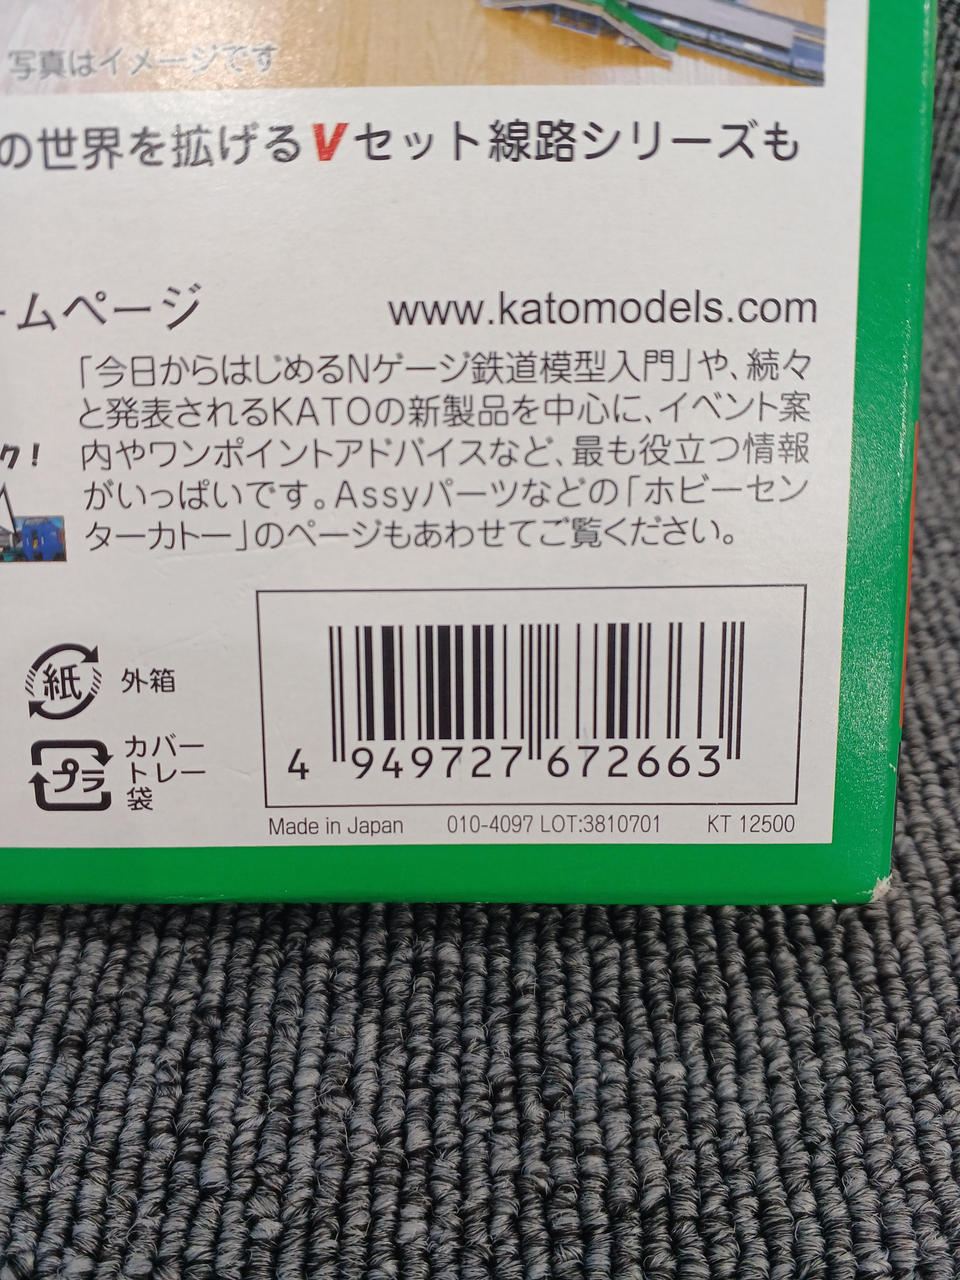 写真はイメージです
の世界を拡げるVセット線路シリーズも
ームページ
www.katomodels.com
「今日からはじめるNゲージ鉄道模型入門」や、続々
と発表されるKATOの新製品を中心に、イベント案
内やワンポイントアドバイスなど、最も役立つ情報
がいっぱいです。Assyパーツなどの「ホビーセン
ターカトー」のページもあわせてご覧ください。
ク!
紙 外箱
プラ カバー
トレー
袋
4 949727 672663
Made in Japan 010-4097 LOT:3810701 KT 12500